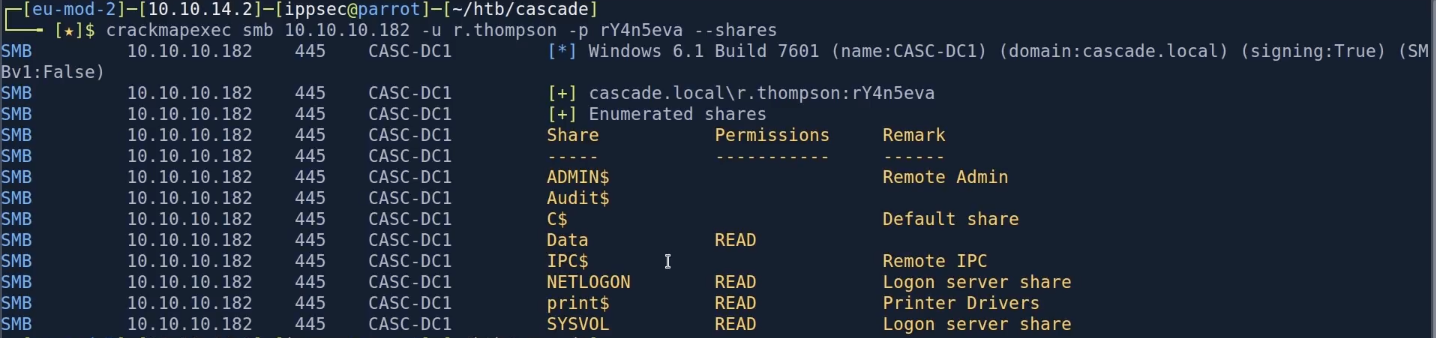 ┌─[eu-mod-2]─[10.10.14.2]─[ippsec@parrot]─[~/htb/cascade]
└──╼ [★]$ crackmapexec smb 10.10.10.182 -u r.thompson -p rY4n5eva --shares
SMB 10.10.10.182 445 CASC-DC1 [*] Windows 6.1 Build 7601 (name:CASC-DC1) (domain:cascade.local) (signing:True) (SM
Bv1:False)
SMB 10.10.10.182 445 CASC-DC1 [+] cascade.local\r.thompson:rY4n5eva
SMB 10.10.10.182 445 CASC-DC1 [+] Enumerated shares
SMB 10.10.10.182 445 CASC-DC1 Share Permissions Remark
SMB 10.10.10.182 445 CASC-DC1 ----- ----------- ------
SMB 10.10.10.182 445 CASC-DC1 ADMIN$ Remote Admin
SMB 10.10.10.182 445 CASC-DC1 Audit$
SMB 10.10.10.182 445 CASC-DC1 C$ Default share
SMB 10.10.10.182 445 CASC-DC1 Data READ
SMB 10.10.10.182 445 CASC-DC1 IPC$ Remote IPC
SMB 10.10.10.182 445 CASC-DC1 NETLOGON READ Logon server share
SMB 10.10.10.182 445 CASC-DC1 print$ READ Printer Drivers
SMB 10.10.10.182 445 CASC-DC1 SYSVOL READ Logon server share